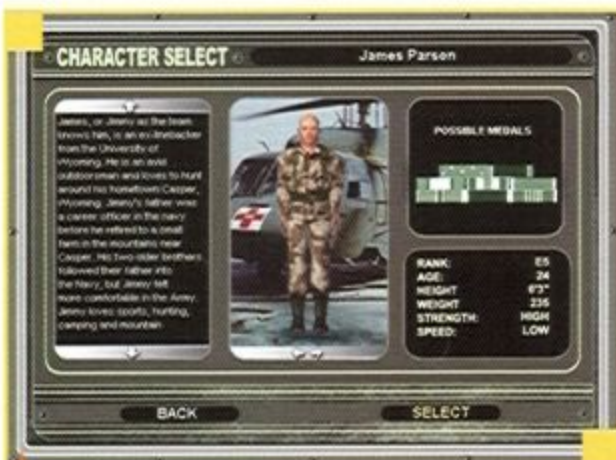 CHARACTER SELECT
James Parson
James, or Jimmy as the team
knows him, is an ex-linebacker
from the University of
Wyoming. He is an avid
outdoorsman and loves to hunt
around his hometown Casper,
Wyoming. Jimmy's father was
a career officer in the navy
before he retired to a small
farm in the mountains near
Casper. His two older brothers
followed their father into
the Navy, but Jimmy felt
more comfortable in the Army.
Jimmy loves sports, hunting,
camping and mountain
POSSIBLE MEDALS
RANK: E5
AGE: 24
HEIGHT 6'3"
WEIGHT 235
STRENGTH: HIGH
SPEED: LOW
BACK
SELECT